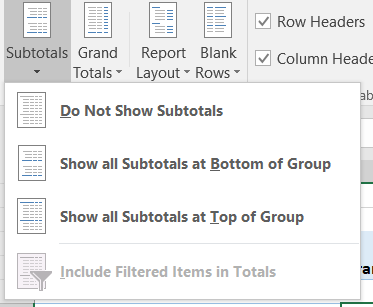 Subtotals
Grand
Totals
Report
Layout
Blank
Rows
Row Headers
Column Heade
Do Not Show Subtotals
Show all Subtotals at Bottom of Group
Show all Subtotals at Top of Group
Include Filtered Items in Totals